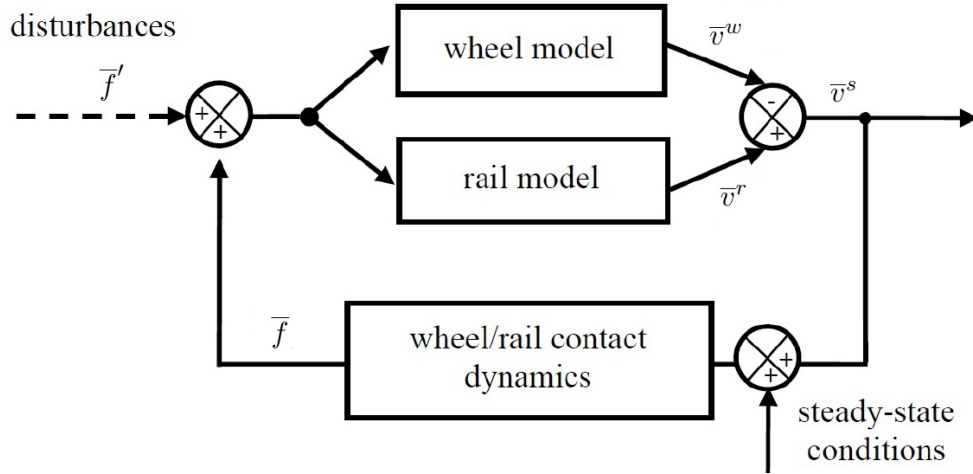 disturbances
f̅′
wheel model
v̅ʷ
+
+
-
+
v̅ˢ
rail model
v̅ʳ
f̅
wheel/rail contact
dynamics
+
+
steady-state
conditions